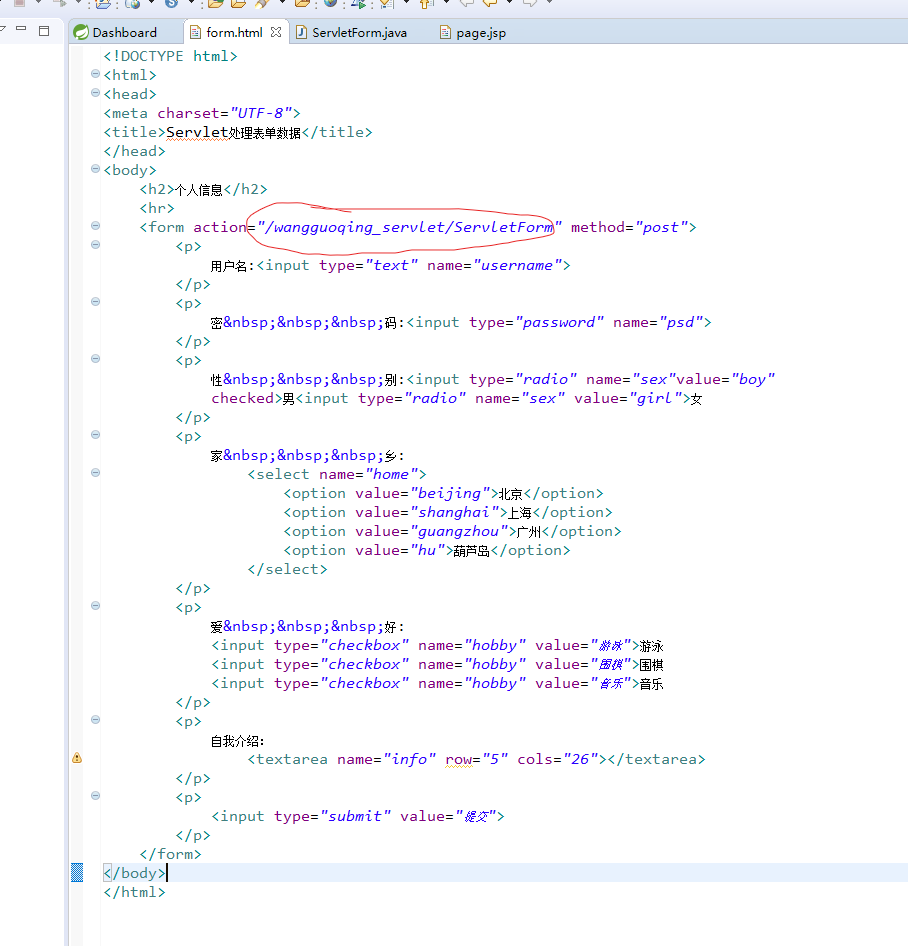 Dashboard form.html ServletForm.java page.jsp
<!DOCTYPE html>
<html>
<head>
<meta charset="UTF-8">
<title>Servlet处理表单数据</title>
</head>
<body>
<h2>个人信息</h2>
<hr>
<form action="/wangguoqing_servlet/ServletForm" method="post">
<p>
用户名:<input type="text" name="username">
</p>
<p>
密&nbsp;&nbsp;&nbsp;码:<input type="password" name="psd">
</p>
<p>
性&nbsp;&nbsp;&nbsp;别:<input type="radio" name="sex"value="boy"
checked>男<input type="radio" name="sex" value="girl">女
</p>
<p>
家&nbsp;&nbsp;&nbsp;乡:
<select name="home">
<option value="beijing">北京</option>
<option value="shanghai">上海</option>
<option value="guangzhou">广州</option>
<option value="hu">葫芦岛</option>
</select>
</p>
<p>
爱&nbsp;&nbsp;&nbsp;好:
<input type="checkbox" name="hobby" value="游泳">游泳
<input type="checkbox" name="hobby" value="围棋">围棋
<input type="checkbox" name="hobby" value="音乐">音乐
</p>
<p>
自我介绍:
<textarea name="info" row="5" cols="26"></textarea>
</p>
<p>
<input type="submit" value="提交">
</p>
</form>
</body>
</html>